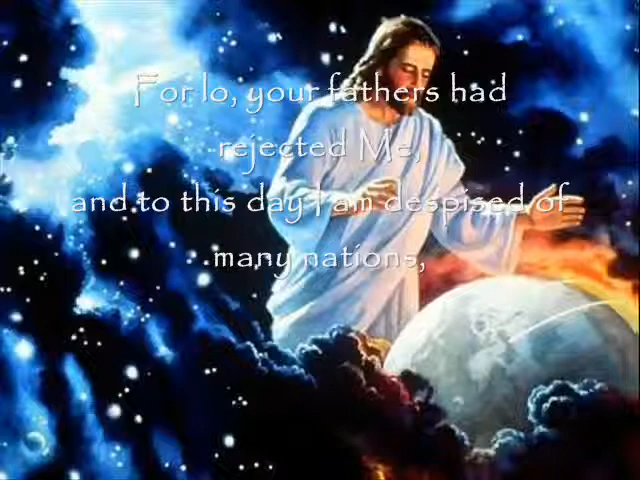 For lo, your fathers had
rejected Me,
and to this day I am despised of
many nations,